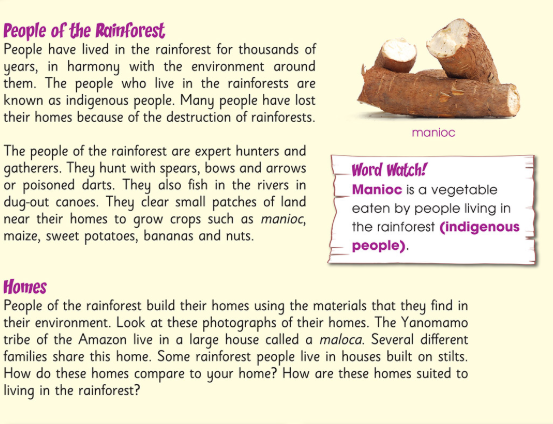 People of the Rainforest
People have lived in the rainforest for thousands of
years, in harmony with the environment around
them. The people who live in the rainforests are
known as indigenous people. Many people have lost
their homes because of the destruction of rainforests.
The people of the rainforest are expert hunters and
gatherers. They hunt with spears, bows and arrows
or poisoned darts. They also fish in the rivers in
dug-out canoes. They clear small patches of land
near their homes to grow crops such as manioc,
maize, sweet potatoes, bananas and nuts.
manioc
Word Watch!
Manioc is a vegetable
eaten by people living in
the rainforest (indigenous
people).
Homes
People of the rainforest build their homes using the materials that they find in
their environment. Look at these photographs of their homes. The Yanomamo
tribe of the Amazon live in a large house called a maloca. Several different
families share this home. Some rainforest people live in houses built on stilts.
How do these homes compare to your home? How are these homes suited to
living in the rainforest?